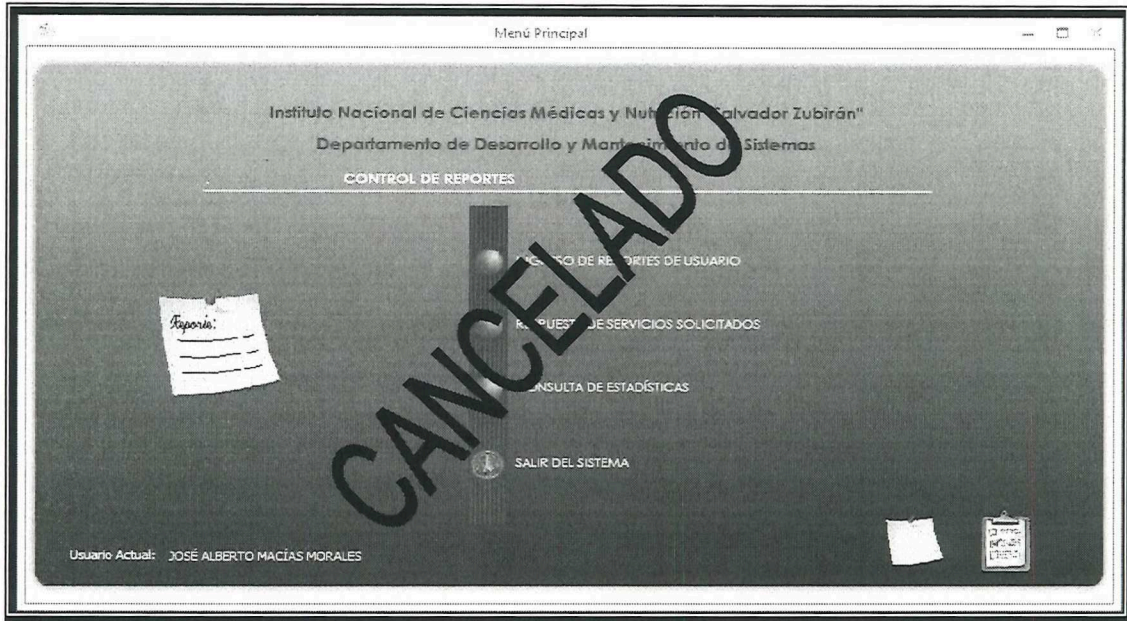 Menú Principal
Instituto Nacional de Ciencias Médicas y Nutrición "Salvador Zubirán"
Departamento de Desarrollo y Mantenimiento de Sistemas
CONTROL DE REPORTES
INGRESO DE REPORTES DE USUARIO
Reporte:
RESPUESTA DE SERVICIOS SOLICITADOS
CONSULTA DE ESTADÍSTICAS
SALIR DEL SISTEMA
CANCELADO
Usuario Actual: JOSÉ ALBERTO MACÍAS MORALES